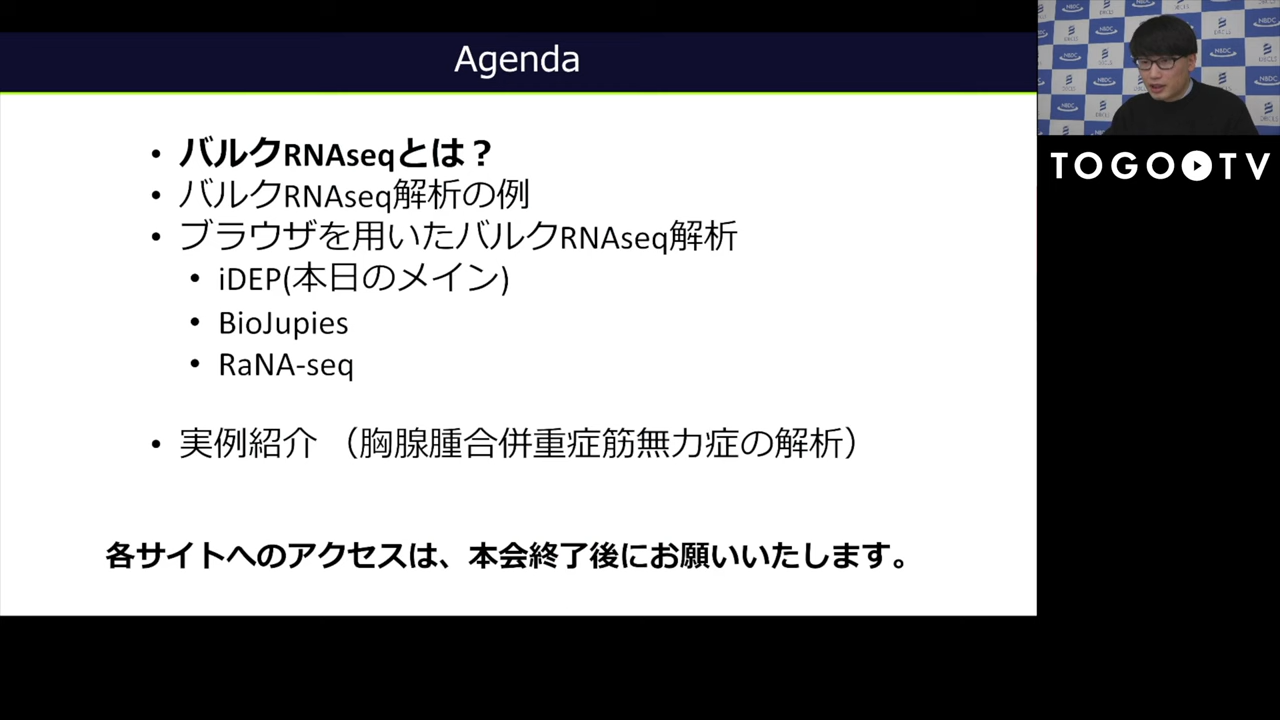 Agenda
• バルクRNAseqとは？
• バルクRNAseq解析の例
• ブラウザを用いたバルクRNAseq解析
• iDEP(本日のメイン)
• BioJupies
• RaNA-seq
• 実例紹介 （胸腺腫合併重症筋無力症の解析）
各サイトへのアクセスは、本会終了後にお願いいたします。
NBDC
DBCLS
TOGO TV